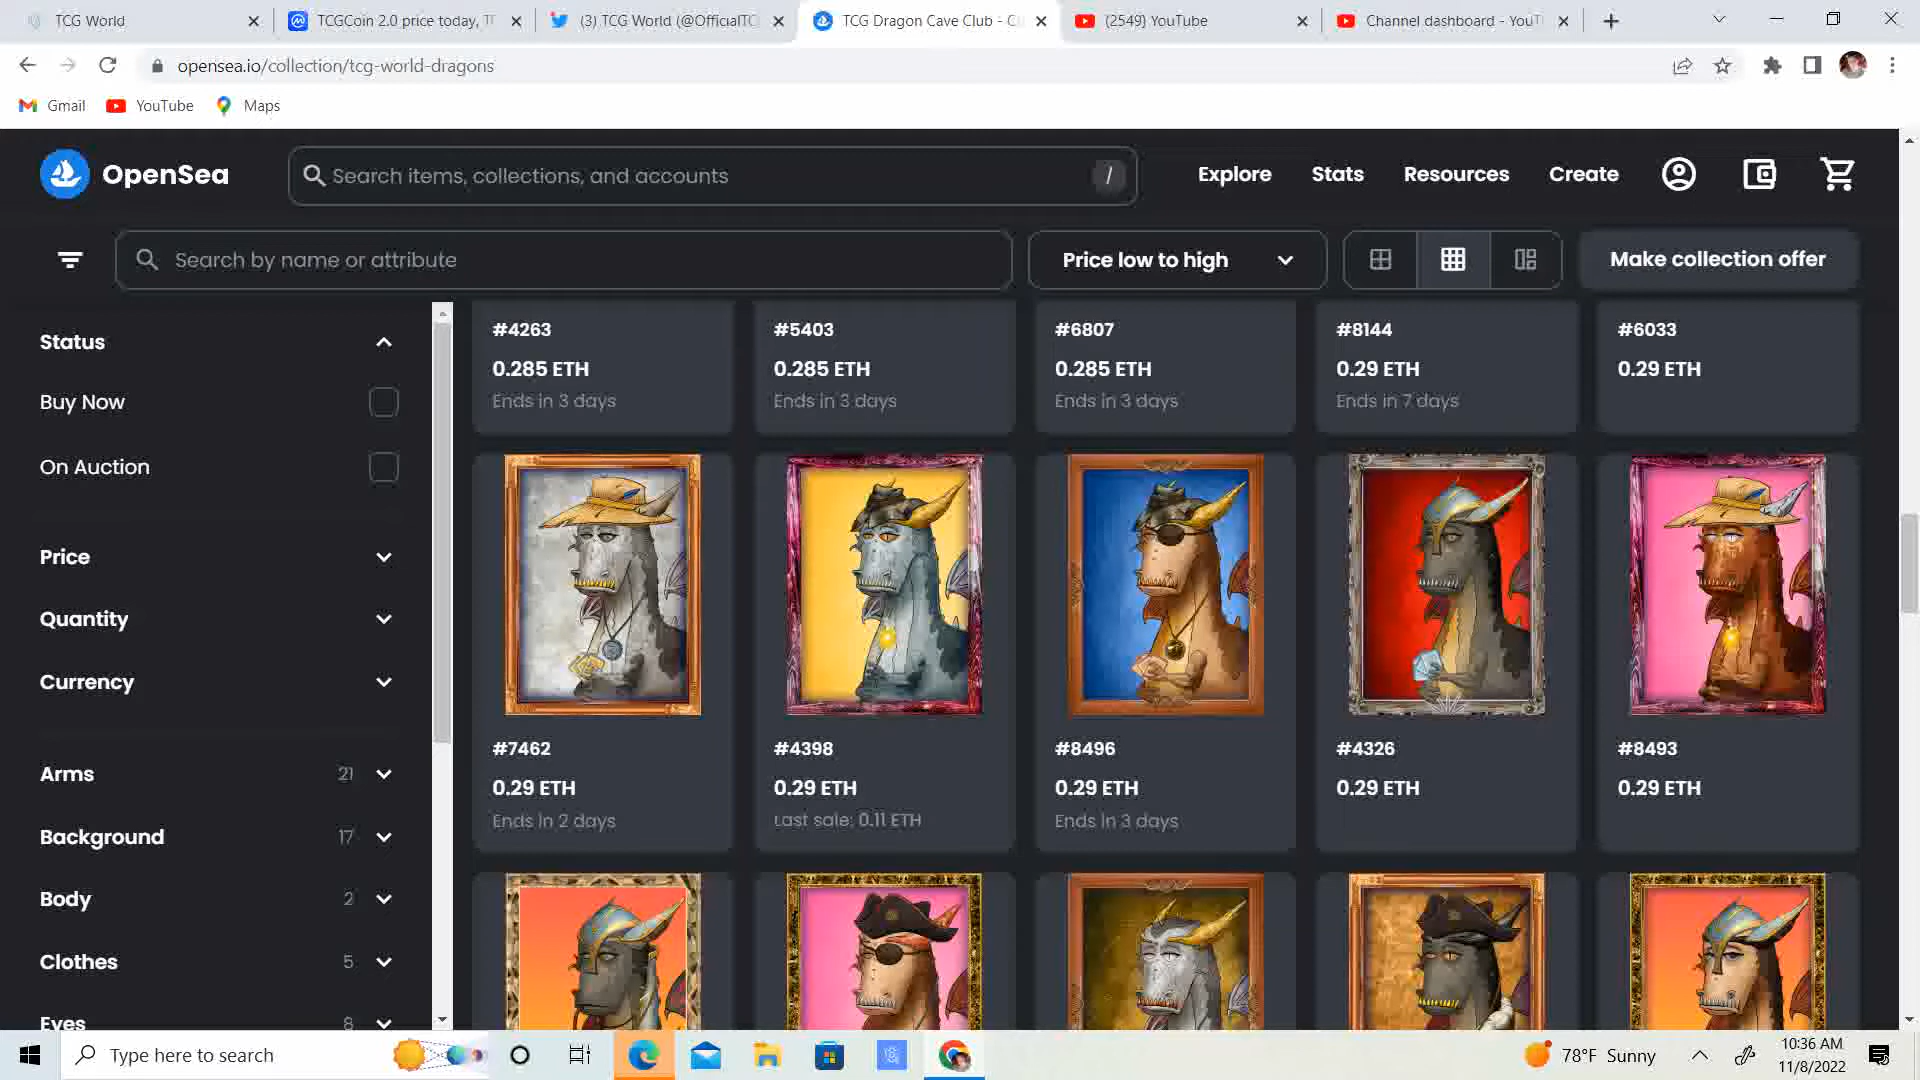 TCG World
TCGCoin 2.0 price today, T
(3) TCG World (@OfficialTC
TCG Dragon Cave Club - C
(2549) YouTube
Channel dashboard - YouT
opensea.io/collection/tcg-world-dragons
Gmail
YouTube
Maps
OpenSea
Search items, collections, and accounts
/
Explore
Stats
Resources
Create
Search by name or attribute
Price low to high
Make collection offer
Status
Buy Now
On Auction
Price
Quantity
Currency
Arms 21
Background 17
Body 2
Clothes 5
Eyes 8
#4263
0.285 ETH
Ends in 3 days
#5403
0.285 ETH
Ends in 3 days
#6807
0.285 ETH
Ends in 3 days
#8144
0.29 ETH
Ends in 7 days
#6033
0.29 ETH
#7462
0.29 ETH
Ends in 2 days
#4398
0.29 ETH
Last sale: 0.11 ETH
#8496
0.29 ETH
Ends in 3 days
#4326
0.29 ETH
#8493
0.29 ETH
Type here to search
78°F Sunny
10:36 AM
11/8/2022